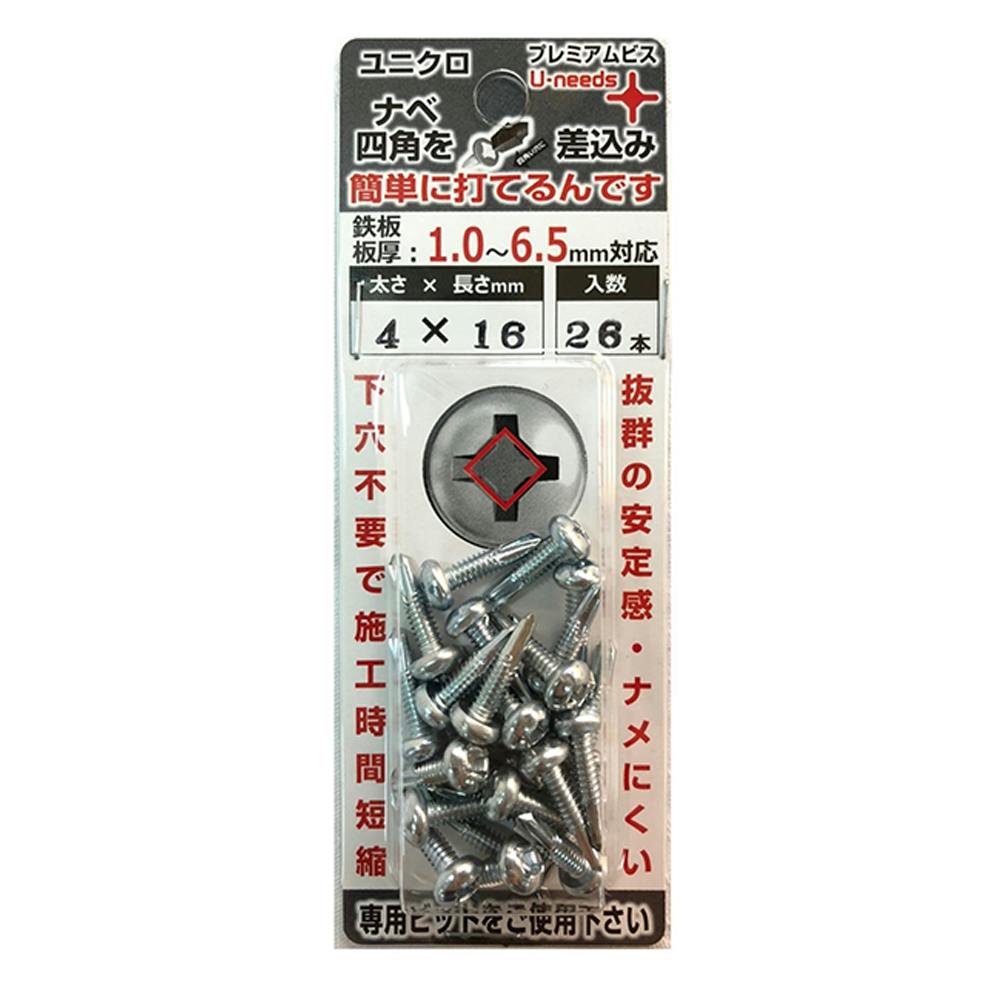 ユニクロ
プレミアムビス
U-needs
ナベ
四角を
差込み
簡単に打てるんです
鉄板
板厚：1.0～6.5mm対応
太さ × 長さmm
入数
4 × 16
26本
下穴不要で施工時間短縮
抜群の安定感・ナメにくい
専用ビットをご使用下さい